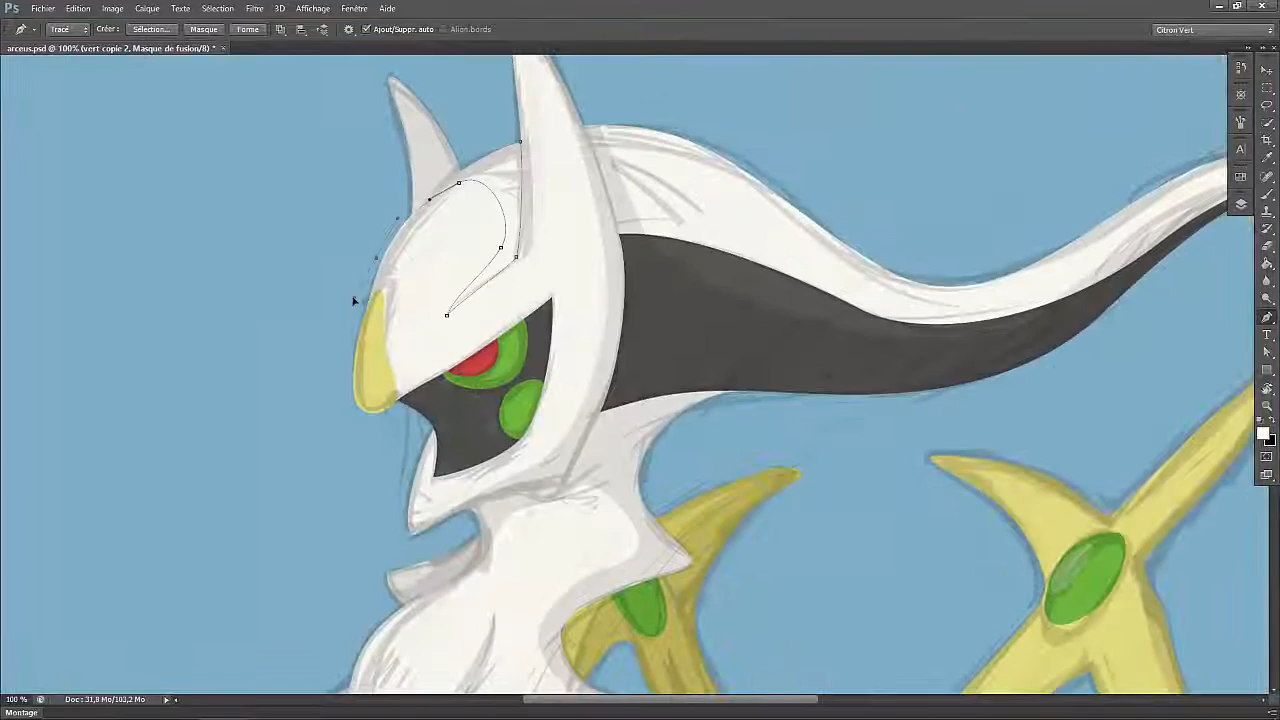 Ps Fichier Edition Image Calque Texte Sélection Filtre 3D Affichage Fenêtre Aide
Tracé Créer : Sélection... Masque Forme Ajout/Suppr. auto Align.bords Citron Vert
arceus.psd @ 100% (vert copie 2, Masque de fusion/8) * ×
100 % Doc : 31,8 Mo/103,2 Mo
Montage